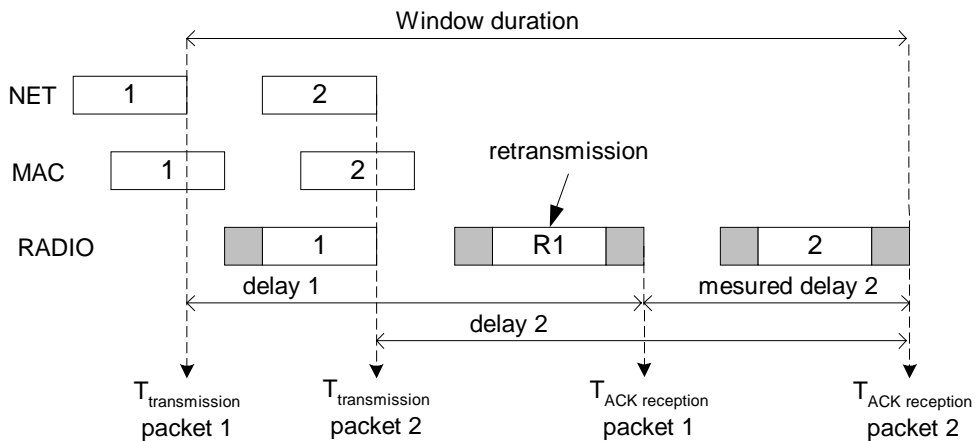 Window duration
NET
1
2
MAC
1
2
retransmission
RADIO
1
R1
2
delay 1
mesured delay 2
delay 2
T transmission
packet 1
T transmission
packet 2
T ACK reception
packet 1
T ACK reception
packet 2